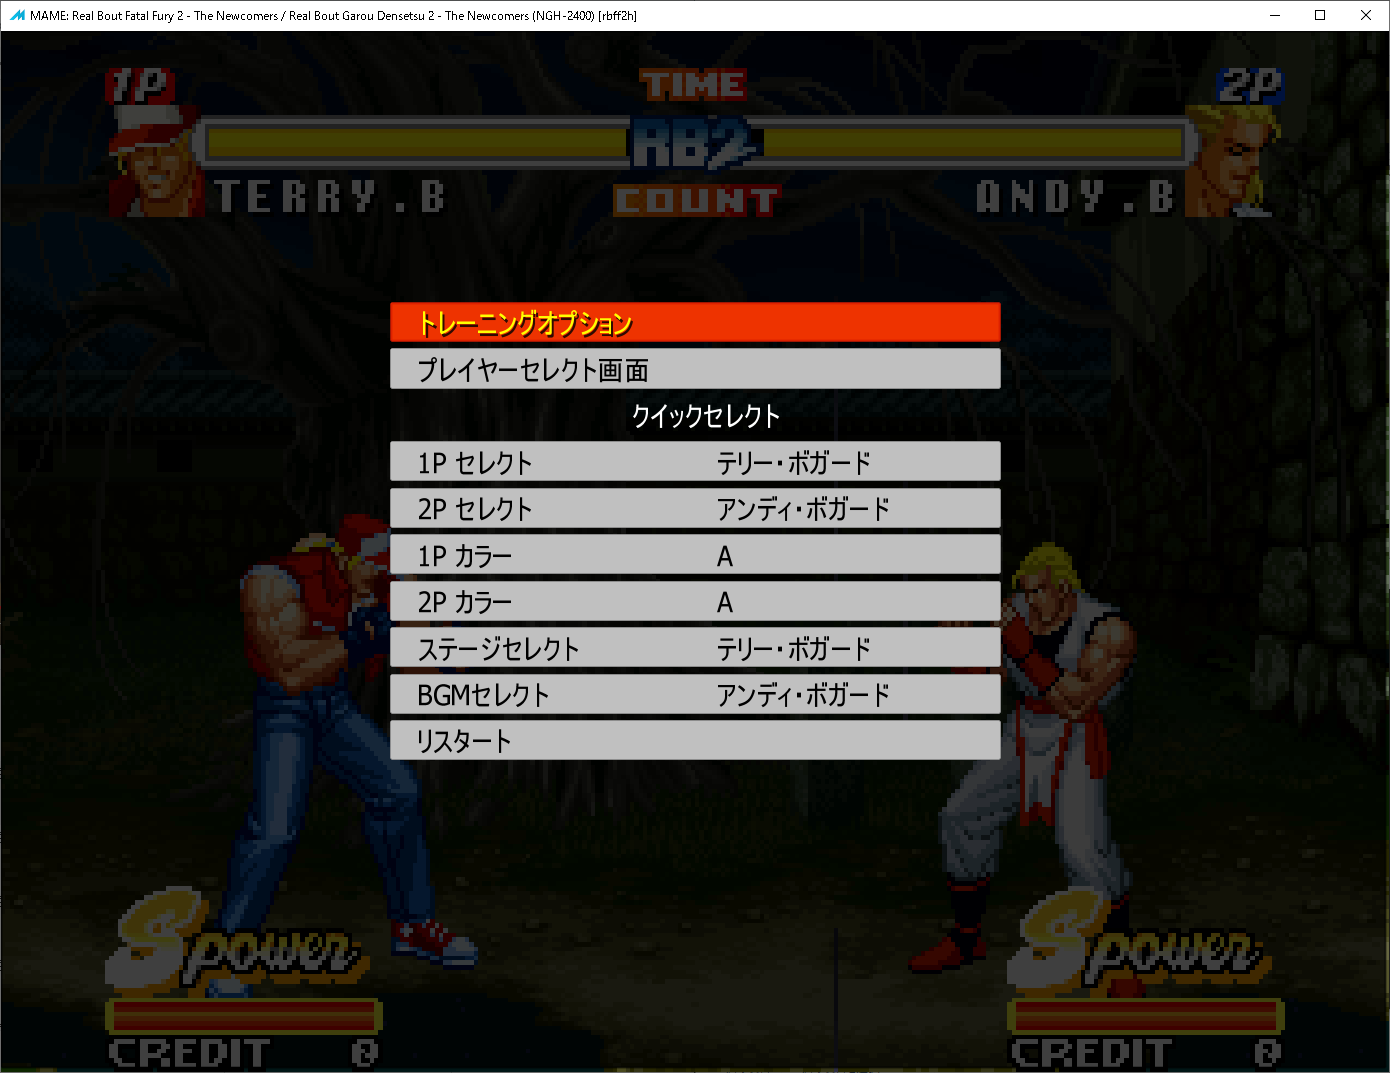 MAME: Real Bout Fatal Fury 2 - The Newcomers / Real Bout Garou Densetsu 2 - The Newcomers (NGH-2400) [rbff2h]
1P TIME 2P
RB2
TERRY.B COUNT ANDY.B
トレーニングオプション
プレイヤーセレクト画面
クイックセレクト
1P セレクト テリー・ボガード
2P セレクト アンディ・ボガード
1P カラー A
2P カラー A
ステージセレクト テリー・ボガード
BGMセレクト アンディ・ボガード
リスタート
Spower Spower
CREDIT 0 CREDIT 0